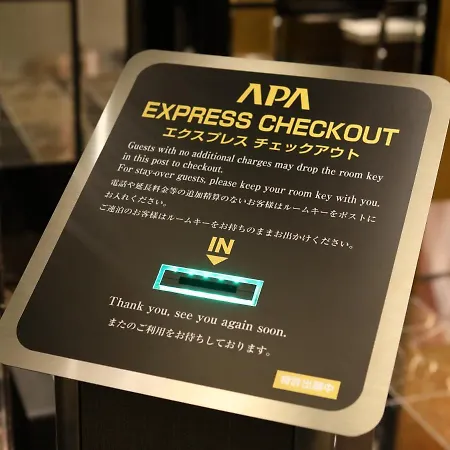 APA
EXPRESS CHECKOUT
エクスプレス チェックアウト
Guests with no additional charges may drop the room key
in this post to checkout.
For stay-over guests, please keep your room key with you.
電話や延長料金等の追加精算のないお客様はルームキーをポストに
お入れください。
ご連泊のお客様はルームキーをお持ちのままお出かけください。
IN
Thank you, see you again soon.
またのご利用をお待ちしております。